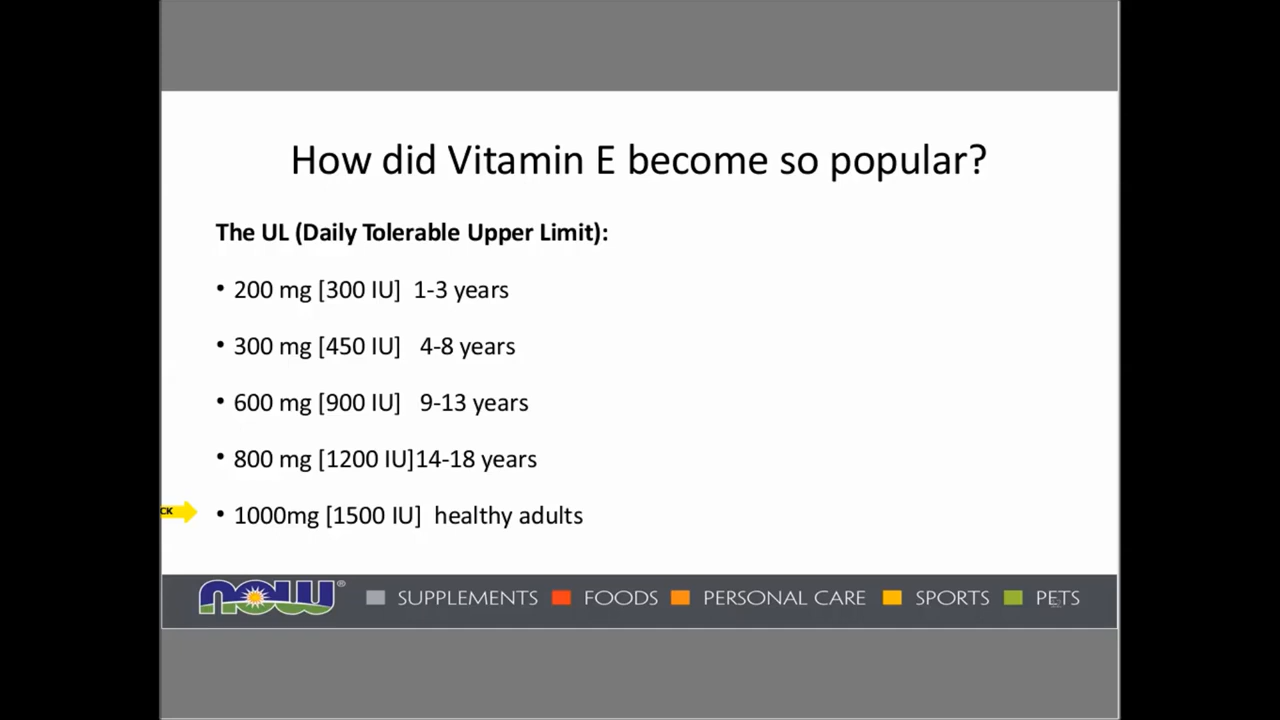 How did Vitamin E become so popular?
The UL (Daily Tolerable Upper Limit):
• 200 mg [300 IU] 1-3 years
• 300 mg [450 IU] 4-8 years
• 600 mg [900 IU] 9-13 years
• 800 mg [1200 IU]14-18 years
CK
• 1000mg [1500 IU] healthy adults
NOW® SUPPLEMENTS FOODS PERSONAL CARE SPORTS PETS